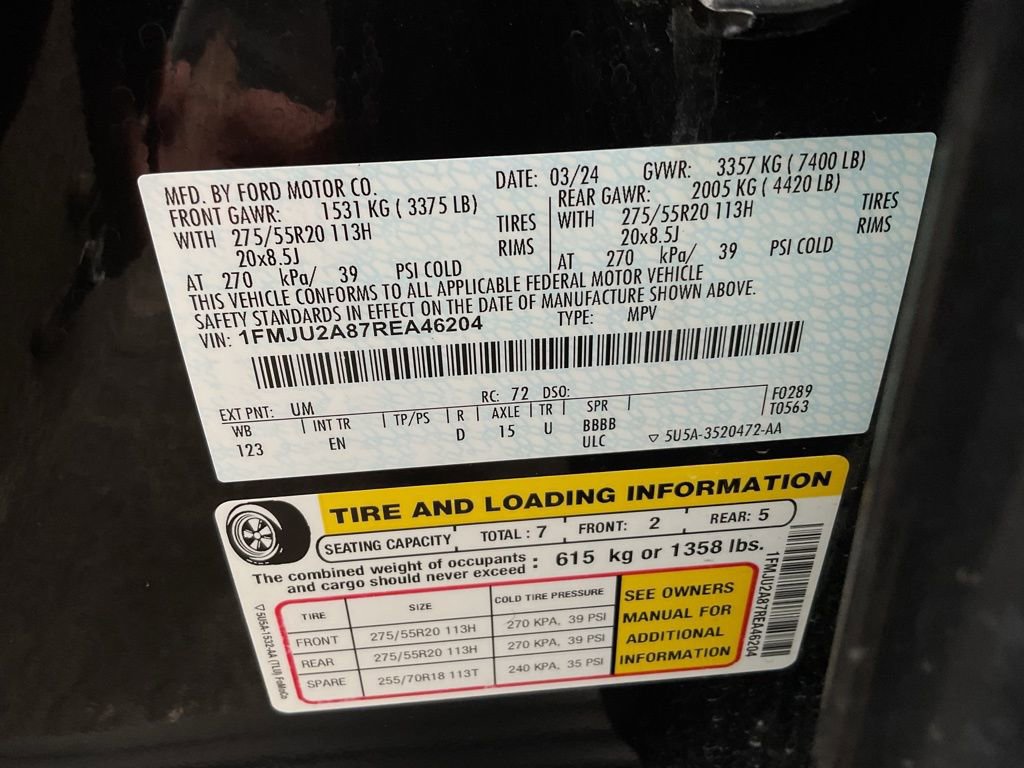 MFD. BY FORD MOTOR CO. DATE: 03/24 GVWR: 3357 KG ( 7400 LB)
FRONT GAWR: 1531 KG ( 3375 LB) REAR GAWR: 2005 KG ( 4420 LB)
WITH 275/55R20 113H TIRES WITH 275/55R20 113H TIRES
20x8.5J RIMS 20x8.5J RIMS
AT 270 kPa/ 39 PSI COLD AT 270 kPa/ 39 PSI COLD
THIS VEHICLE CONFORMS TO ALL APPLICABLE FEDERAL MOTOR VEHICLE
SAFETY STANDARDS IN EFFECT ON THE DATE OF MANUFACTURE SHOWN ABOVE.
VIN: 1FMJU2A87REA46204 TYPE: MPV
EXT PNT: UM RC: 72 DSO: F0289
WB INT TR TP/PS R AXLE TR SPR T0563
123 EN D 15 U BBBB
ULC 5U5A-3520472-AA
TIRE AND LOADING INFORMATION
SEATING CAPACITY TOTAL : 7 FRONT: 2 REAR: 5
The combined weight of occupants and cargo should never exceed : 615 kg or 1358 lbs.
TIRE SIZE COLD TIRE PRESSURE
FRONT 275/55R20 113H 270 KPA, 39 PSI
REAR 275/55R20 113H 270 KPA, 39 PSI
SPARE 255/70R18 113T 240 KPA, 35 PSI
SEE OWNERS
MANUAL FOR
ADDITIONAL
INFORMATION
1FMJU2A87REA46204
5U5A-1532-AA (TLU) FoMoCo